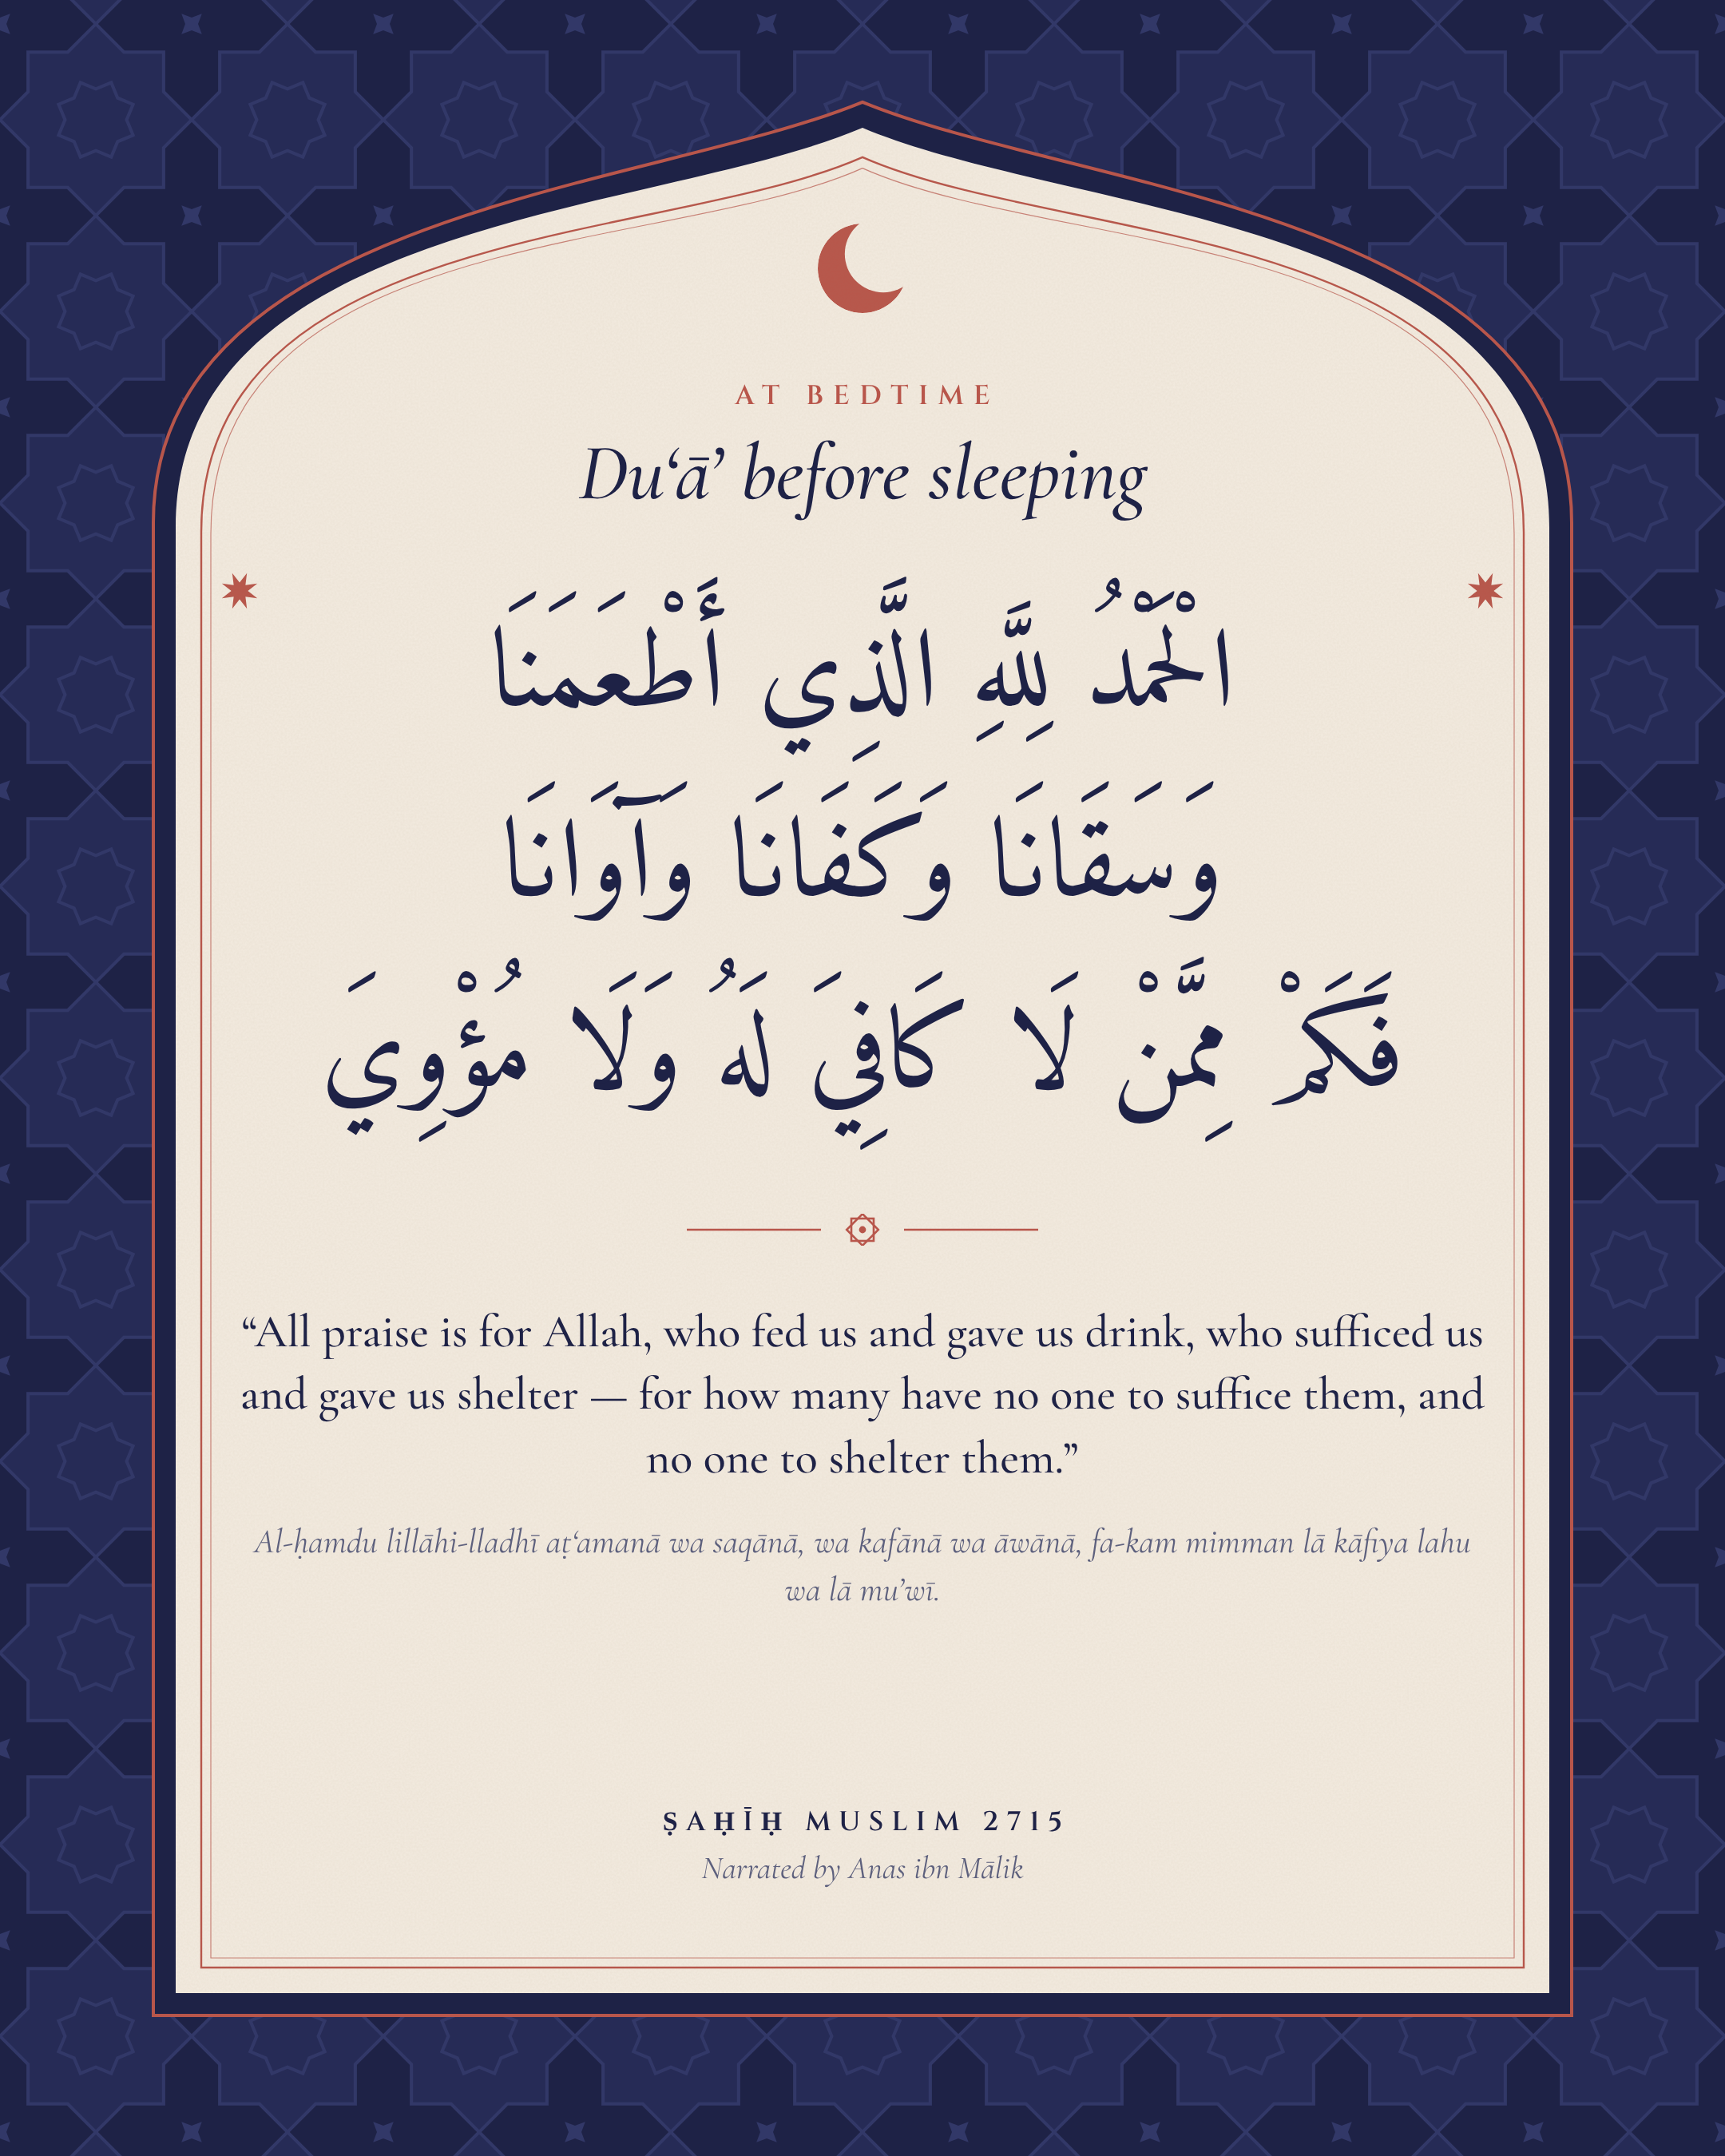 AT BEDTIME
Du‘ā’ before sleeping
الْحَمْدُ لِلَّهِ الَّذِي أَطْعَمَنَا
وَسَقَانَا وَكَفَانَا وَآوَانَا
فَكَمْ مِمَّنْ لَا كَافِيَ لَهُ وَلَا مُؤْوِيَ
“All praise is for Allah, who fed us and gave us drink, who sufficed us
and gave us shelter — for how many have no one to suffice them, and
no one to shelter them.”
Al-ḥamdu lillāhi-lladhī aṭ‘amanā wa saqānā, wa kafānā wa āwānā, fa-kam mimman lā kāfiya lahu
wa lā mu’wī.
ṢAḤĪḤ MUSLIM 2715
Narrated by Anas ibn Mālik